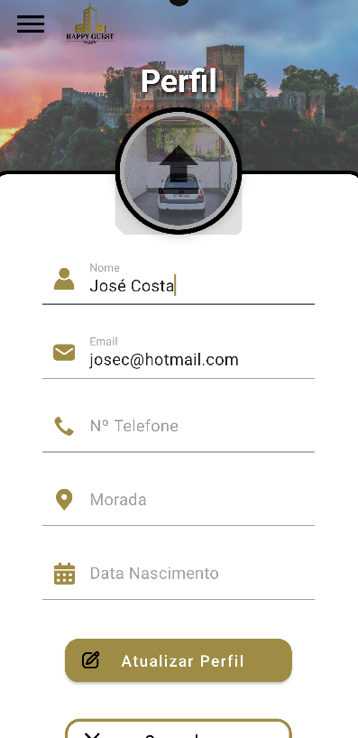 HAPPY GUEST
Perfil
Nome
José Costa
Email
josec@hotmail.com
Nº Telefone
Morada
Data Nascimento
Atualizar Perfil